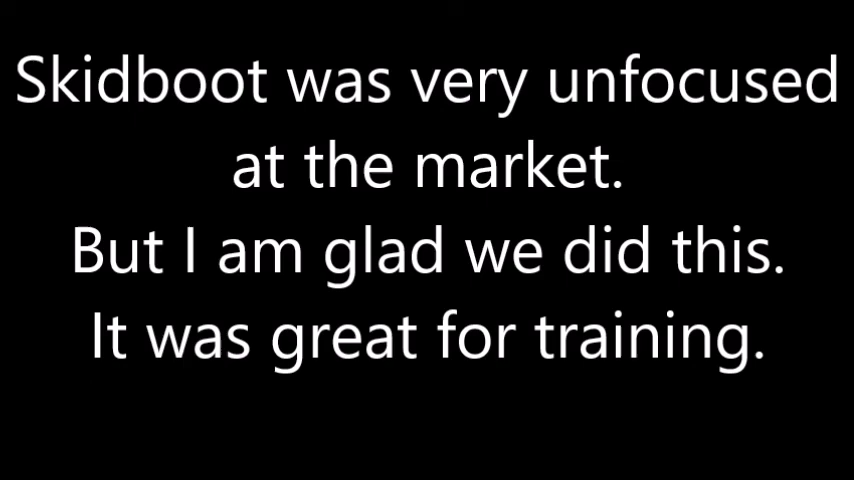 Skidboot was very unfocused
at the market.
But I am glad we did this.
It was great for training.